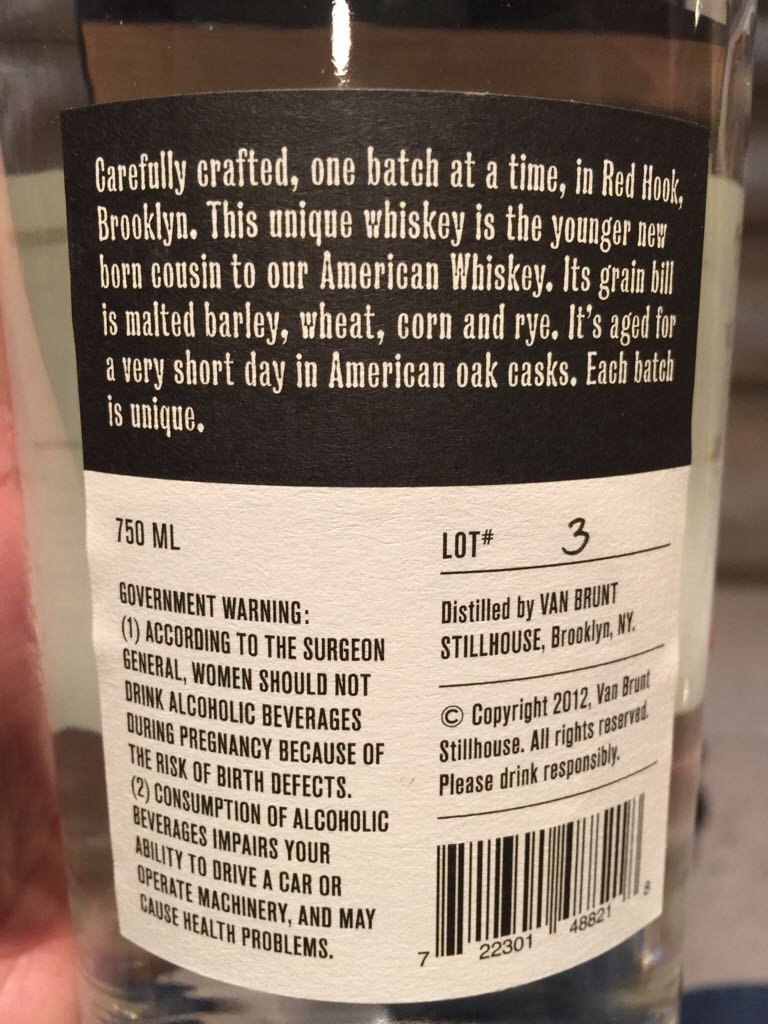 Carefully crafted, one batch at a time, in Red Hook,
Brooklyn. This unique whiskey is the younger new
born cousin to our American Whiskey. Its grain bill
is malted barley, wheat, corn and rye. It's aged for
a very short day in American oak casks. Each batch
is unique.
750 ML
GOVERNMENT WARNING:
(1) ACCORDING TO THE SURGEON
GENERAL, WOMEN SHOULD NOT
DRINK ALCOHOLIC BEVERAGES
DURING PREGNANCY BECAUSE OF
THE RISK OF BIRTH DEFECTS.
(2) CONSUMPTION OF ALCOHOLIC
BEVERAGES IMPAIRS YOUR
ABILITY TO DRIVE A CAR OR
OPERATE MACHINERY, AND MAY
CAUSE HEALTH PROBLEMS.
LOT# 3
Distilled by VAN BRUNT
STILLHOUSE, Brooklyn, NY.
© Copyright 2012, Van Brunt
Stillhouse. All rights reserved.
Please drink responsibly.
7 22301 48821 8